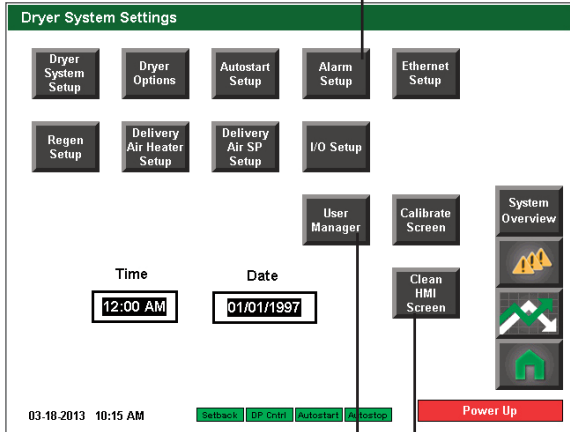 Dryer System Settings
Dryer
System
Setup
Dryer
Options
Autostart
Setup
Alarm
Setup
Ethernet
Setup
Regen
Setup
Delivery
Air Heater
Setup
Delivery
Air SP
Setup
I/O Setup
User
Manager
Calibrate
Screen
System
Overview
Time
Date
12:00 AM
01/01/1997
Clean
HMI
Screen
03-18-2013 10:15 AM
Setback
DP Cntrl
Autostart
Autostop
Power Up